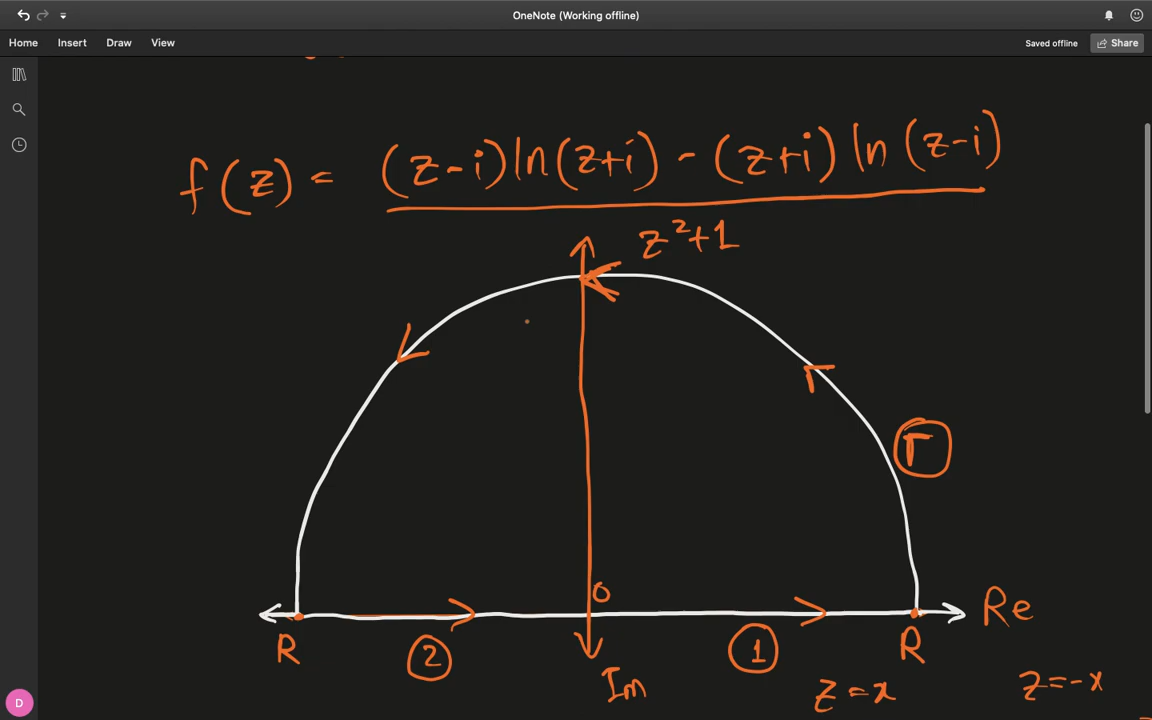 OneNote (Working offline)
Home Insert Draw View
Saved offline Share
f(z) = (z-i)ln(z+i) - (z+i)ln(z-i)
z²+1
Γ
0
Re
R ② ① R
Im
z=x z=-x
D